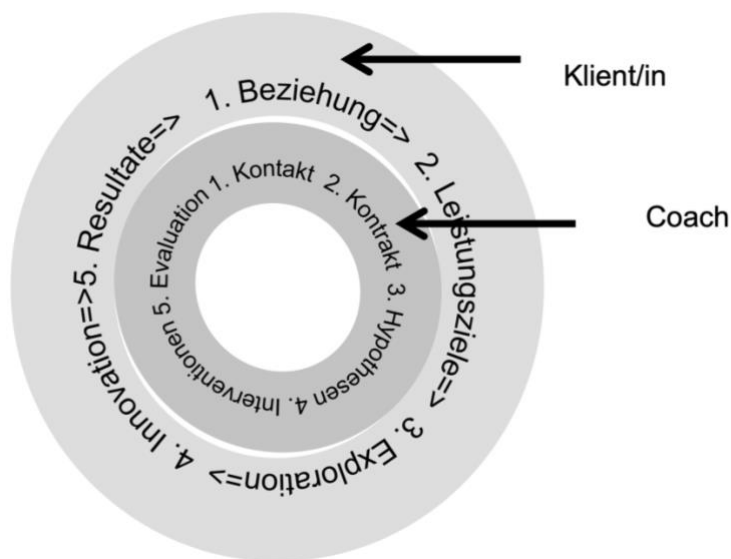 1. Beziehung=> 2. Leistungsziele=> 3. Exploration=> 4. Innovation=>5. Resultate=>
1. Kontakt 2. Kontrakt 3. Hypothesen 4. Interventionen 5. Evaluation
Klient/in
Coach